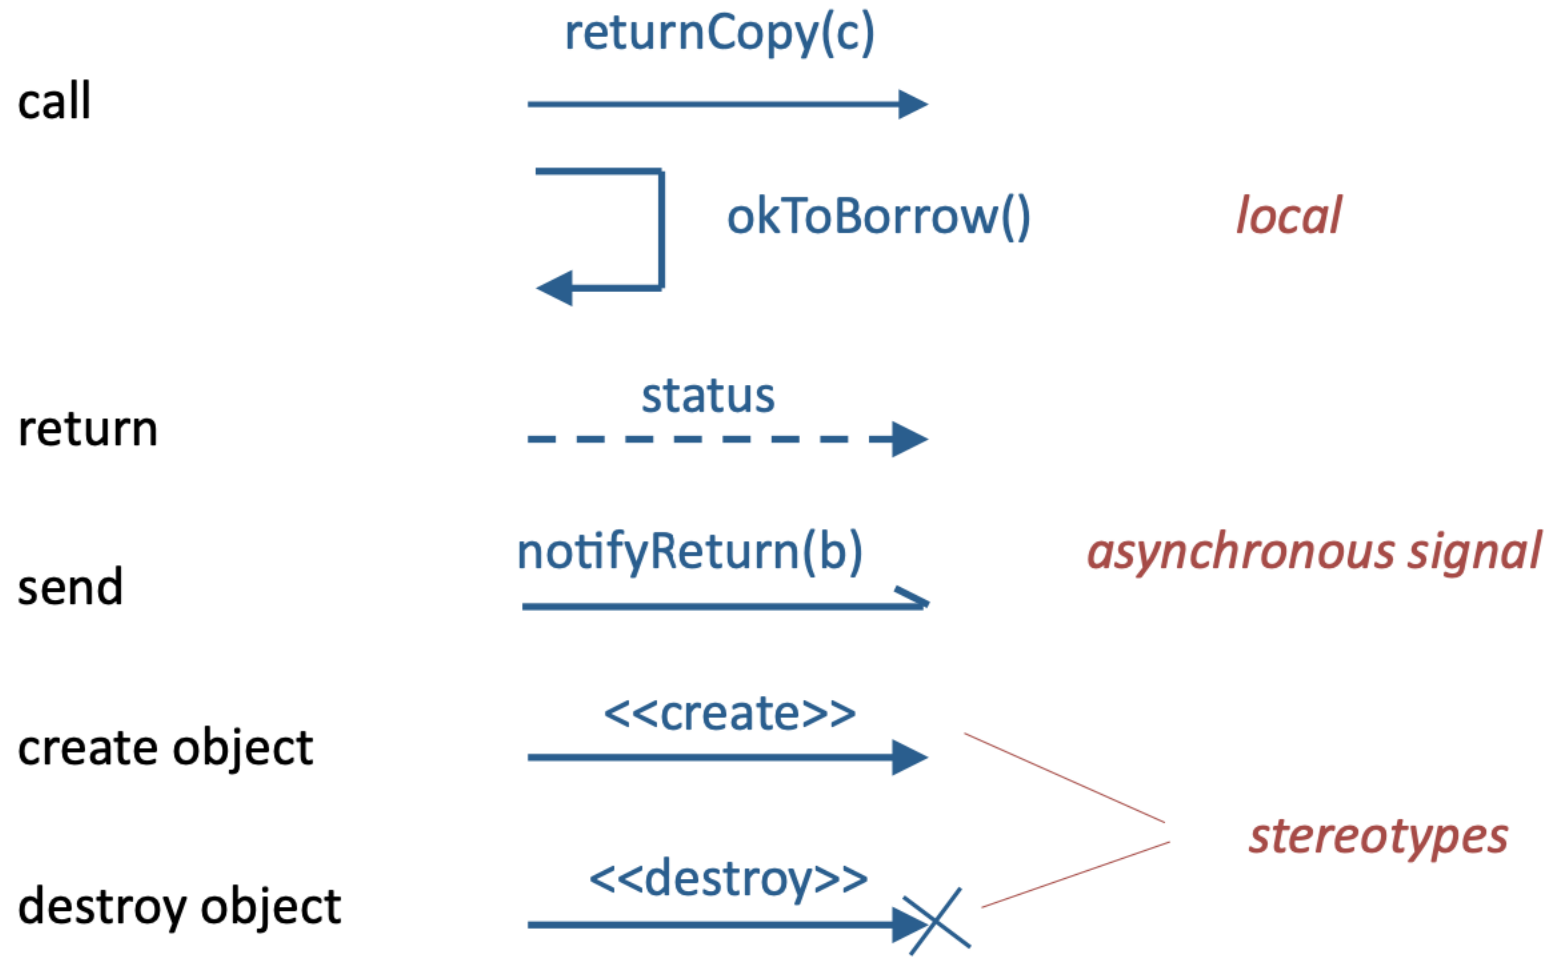 returnCopy(c)
call
okToBorrow()
local
status
return
notifyReturn(b)
asynchronous signal
send
<<create>>
create object
stereotypes
<<destroy>>
destroy object